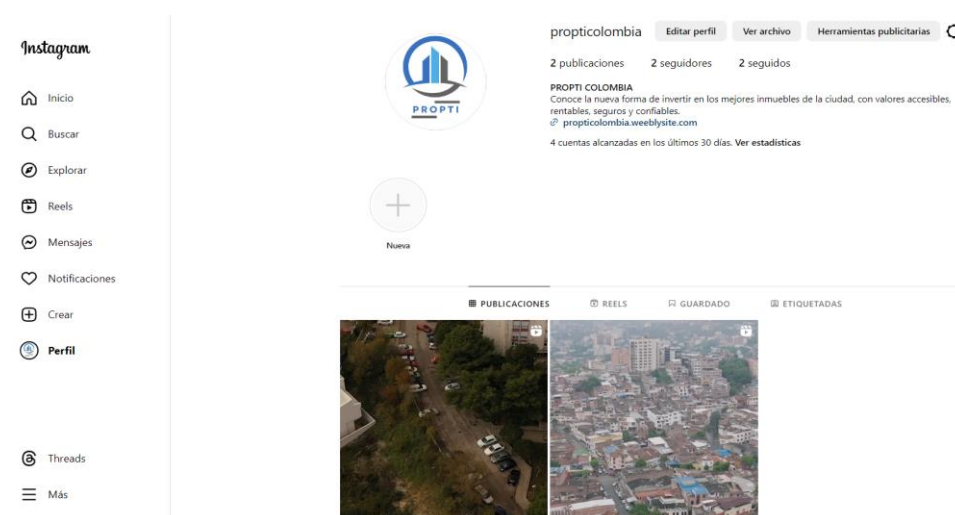 Instagram
Inicio
Buscar
Explorar
Reels
Mensajes
Notificaciones
Crear
Perfil
Threads
Más
PROPTI
propticolombia Editar perfil Ver archivo Herramientas publicitarias
2 publicaciones 2 seguidores 2 seguidos
PROPTI COLOMBIA
Conoce la nueva forma de invertir en los mejores inmuebles de la ciudad, con valores accesibles,
rentables, seguros y confiables.
propticolombia.weeblysite.com
4 cuentas alcanzadas en los últimos 30 días. Ver estadísticas
Nueva
PUBLICACIONES REELS GUARDADO ETIQUETADAS